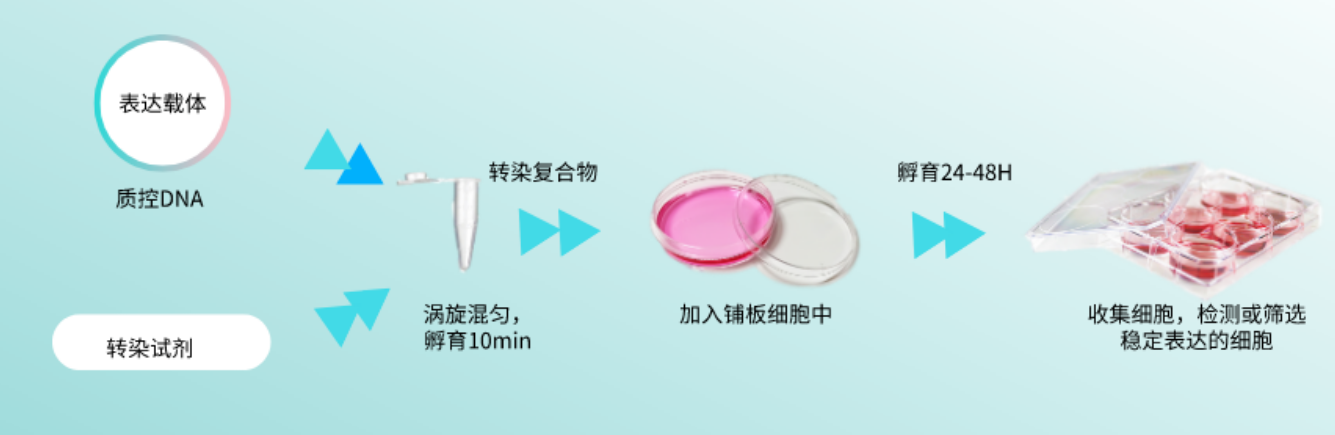 表达载体
质控DNA
转染试剂
涡旋混匀，
孵育10min
转染复合物
加入铺板细胞中
孵育24-48H
收集细胞，检测或筛选
稳定表达的细胞